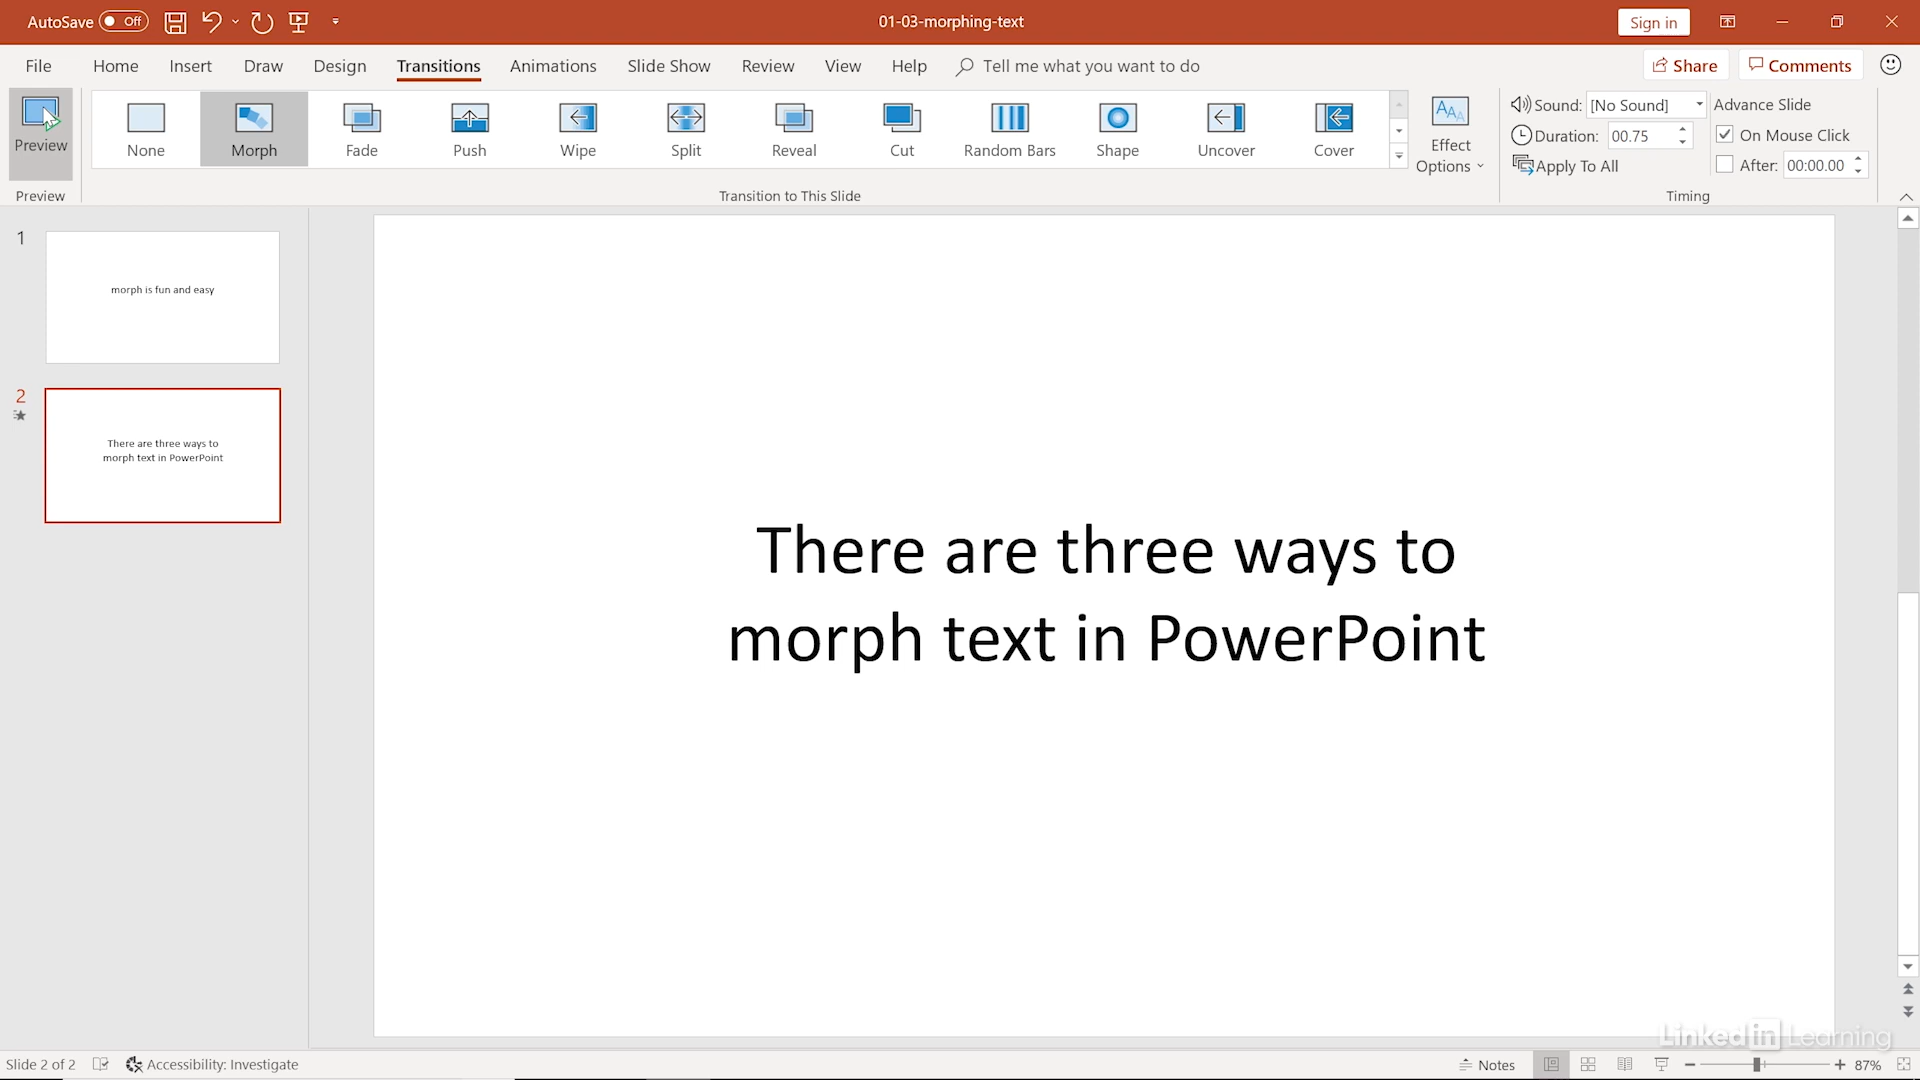 AutoSave Off
01-03-morphing-text
Sign in
File Home Insert Draw Design Transitions Animations Slide Show Review View Help Tell me what you want to do
Share Comments
Preview
None Morph Fade Push Wipe Split Reveal Cut Random Bars Shape Uncover Cover
Effect
Options
Sound: [No Sound]
Duration: 00.75
Apply To All
Advance Slide
On Mouse Click
After: 00:00.00
Preview
Transition to This Slide
Timing
1
morph is fun and easy
2
There are three ways to
morph text in PowerPoint
There are three ways to
morph text in PowerPoint
Linked in Learning
Slide 2 of 2 Accessibility: Investigate
Notes 87%